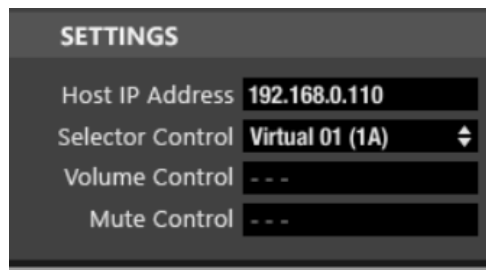 SETTINGS
Host IP Address 192.168.0.110
Selector Control Virtual 01 (1A)
Volume Control - - -
Mute Control - - -